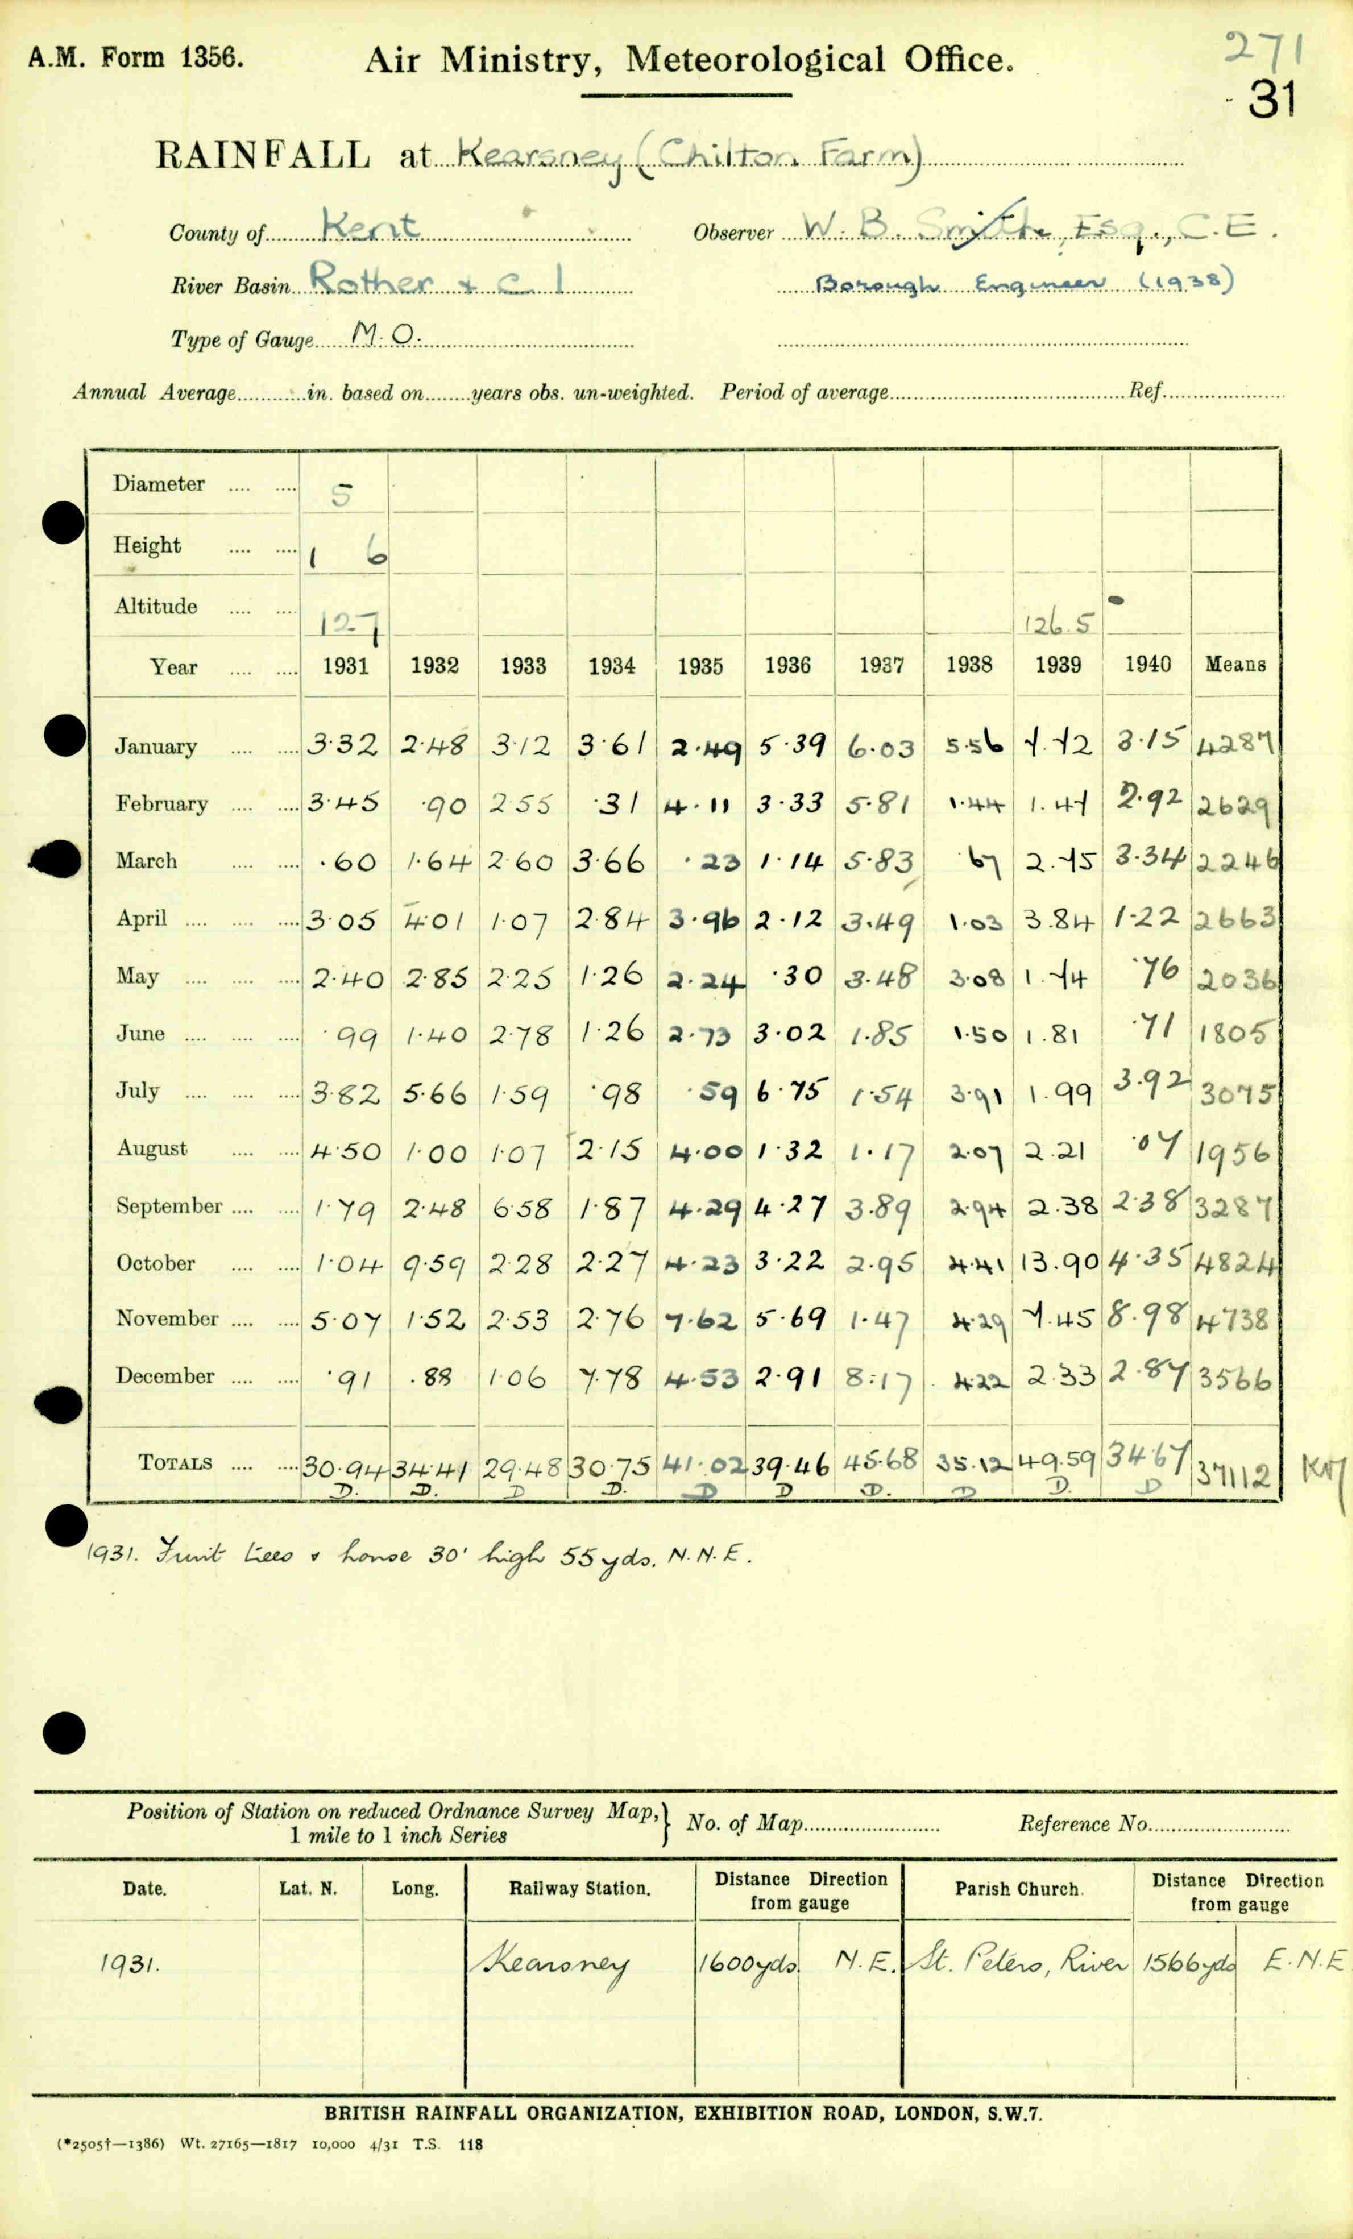 A.M. Form 1356.
Air Ministry, Meteorological Office.
271
31
RAINFALL at Kearsney (Chilton Farm)
County of Kent Observer W. B. Smith, Esq., C.E.
River Basin Rother & C. 1 Borough Engineer (1938)
Type of Gauge M.O.
Annual Average in. based on years obs. un-weighted. Period of average Ref.
Diameter 5
Height 1 6
Altitude 127 126.5
Year 1931 1932 1933 1934 1935 1936 1937 1938 1939 1940 Means
January 3.32 2.48 3.12 3.61 2.49 5.39 6.03 5.56 7.72 3.15 4287
February 3.45 .90 2.55 .31 4.11 3.33 5.81 1.44 1.47 2.92 2629
March .60 1.64 2.60 3.66 .23 1.14 5.83 .67 2.75 3.34 2246
April 3.05 4.01 1.07 2.84 3.96 2.12 3.49 1.03 3.84 1.22 2663
May 2.40 2.85 2.25 1.26 2.24 .30 3.48 3.08 1.74 .76 2036
June .99 1.40 2.78 1.26 2.73 3.02 1.85 1.50 1.81 .71 1805
July 3.82 5.66 1.59 .98 .59 6.75 1.54 3.91 1.99 3.92 3075
August 4.50 1.00 1.07 2.15 4.00 1.32 1.17 2.07 2.21 .07 1956
September 1.79 2.48 6.58 1.87 4.29 4.27 3.89 2.94 2.38 2.38 3287
October 1.04 9.59 2.28 2.27 4.23 3.22 2.95 4.41 13.90 4.35 4824
November 5.07 1.52 2.53 2.76 7.62 5.69 1.47 4.29 7.45 8.98 4738
December .91 .88 1.06 7.78 4.53 2.91 8.17 4.22 2.33 2.87 3566
TOTALS 30.94 34.41 29.48 30.75 41.02 39.46 45.68 35.12 49.59 34.67 37112
D. D. D D. D D D. D D. D
1931. Fruit trees & house 30' high 55 yds. N.N.E.
Position of Station on reduced Ordnance Survey Map, No. of Map Reference No.
1 mile to 1 inch Series
Date. Lat. N. Long. Railway Station. Distance Direction from gauge Parish Church. Distance Direction from gauge
1931. Kearsney 1600yds. N.E. St. Peters, River 1566yds E.N.E
BRITISH RAINFALL ORGANIZATION, EXHIBITION ROAD, LONDON, S.W.7.
(*2505†—1386) Wt. 27165—1817 10,000 4/31 T.S. 118